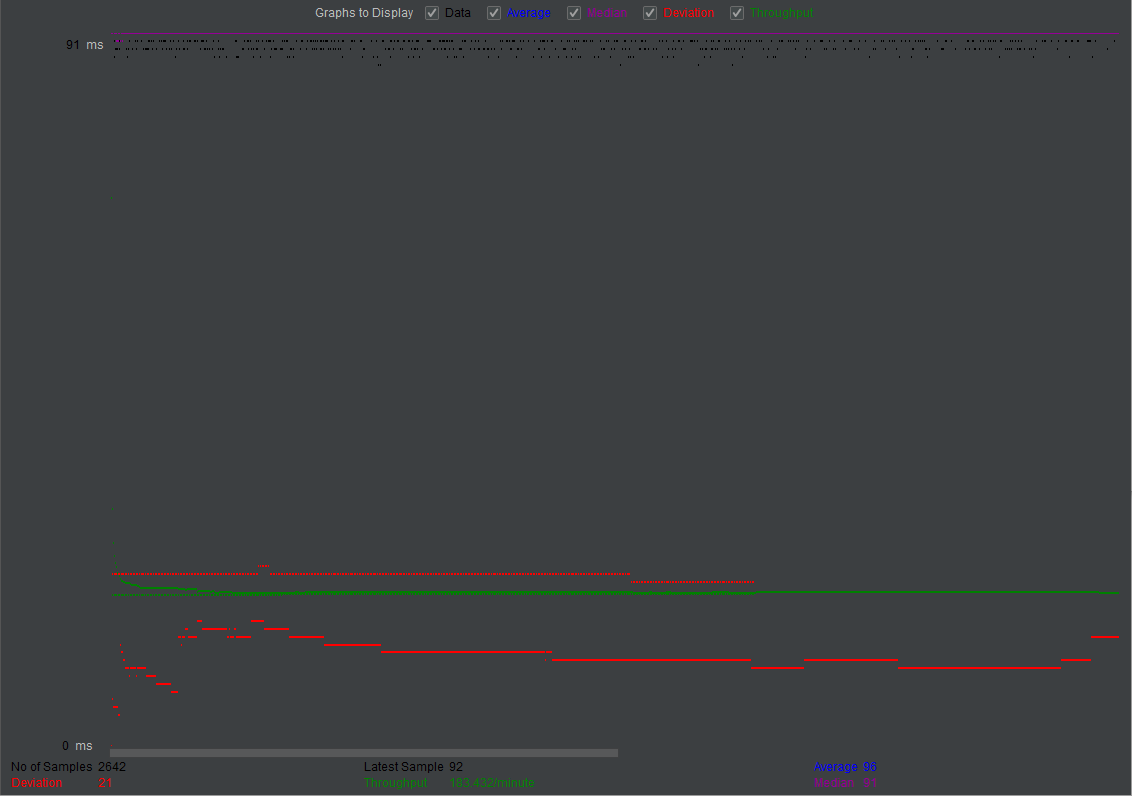 Graphs to Display Data Average Median Deviation Throughput
91 ms
0 ms
No of Samples 2642 Latest Sample 92 Average 96
Deviation 21 Throughput 183,432/minute Median 91